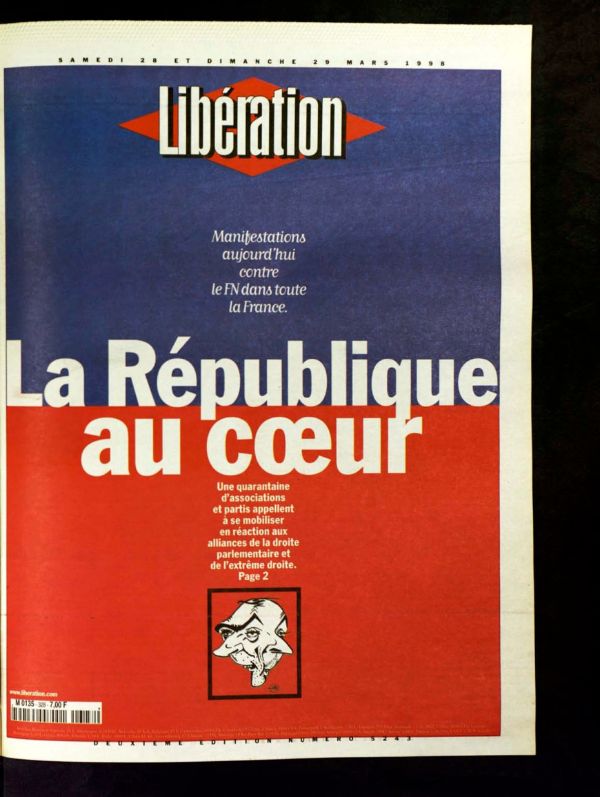 SAMEDI 28 ET DIMANCHE 29 MARS 1998
Libération
Manifestations
aujourd'hui
contre
le FN dans toute
la France.
La République
au cœur
Une quarantaine
d'associations
et partis appellent
à se mobiliser
en réaction aux
alliances de la droite
parlementaire et
de l'extrême droite.
Page 2
www.liberation.com
M 0135 - 328 - 7,00 F
DEUXIÈME ÉDITION NUMÉRO 5243